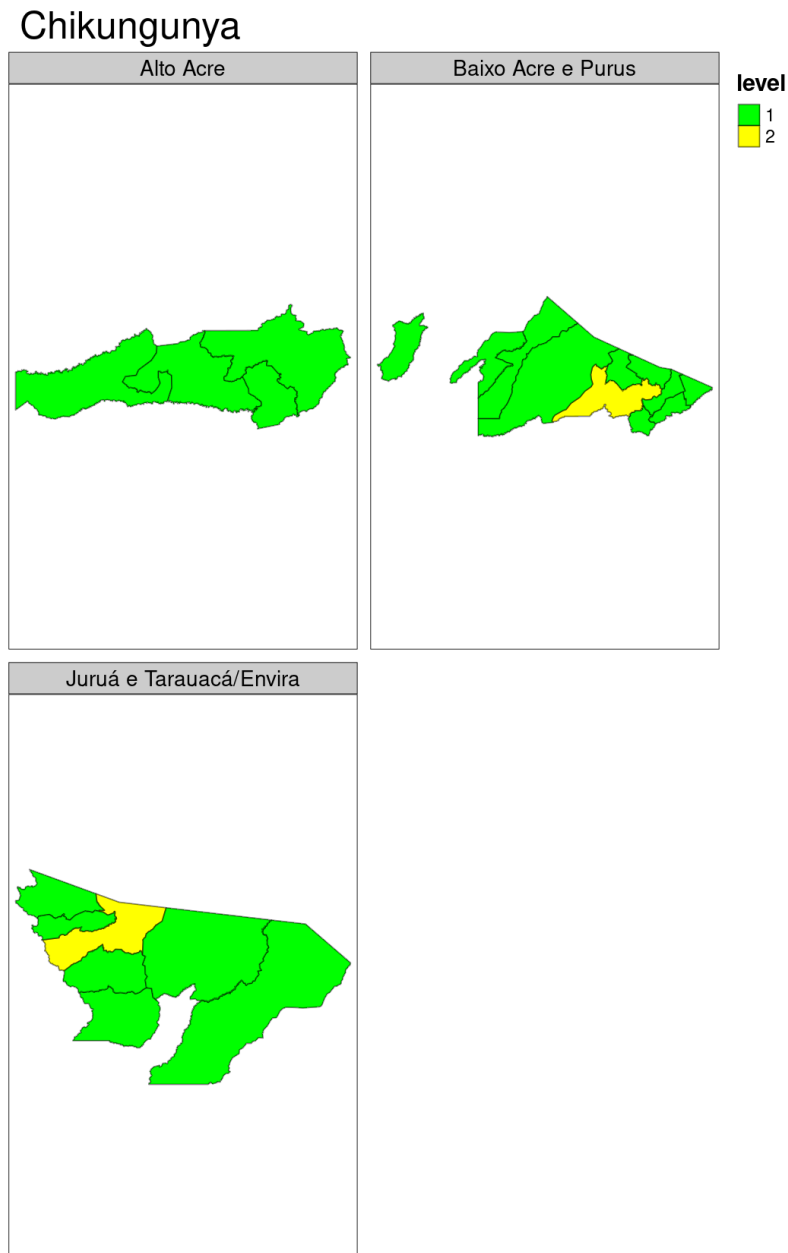 Chikungunya
Alto Acre
Baixo Acre e Purus
level
1
2
Juruá e Tarauacá/Envira